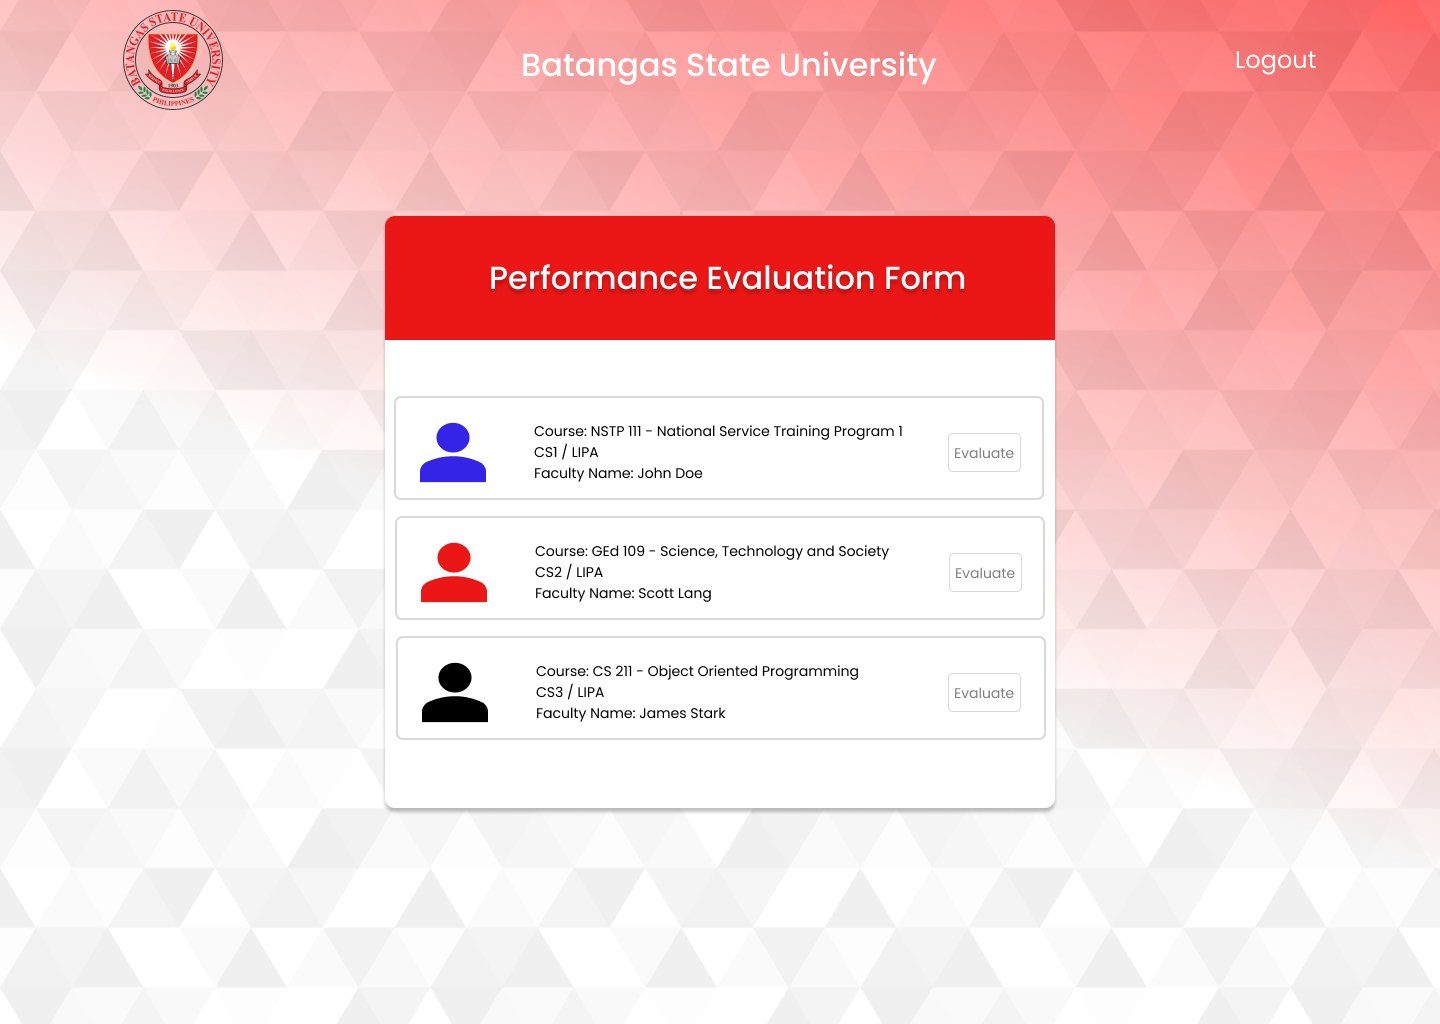 BATANGAS STATE UNIVERSITY
PHILIPPINES
Batangas State University
Logout
Performance Evaluation Form
Course: NSTP 111 - National Service Training Program 1
CS1 / LIPA
Faculty Name: John Doe
Evaluate
Course: GEd 109 - Science, Technology and Society
CS2 / LIPA
Faculty Name: Scott Lang
Evaluate
Course: CS 211 - Object Oriented Programming
CS3 / LIPA
Faculty Name: James Stark
Evaluate